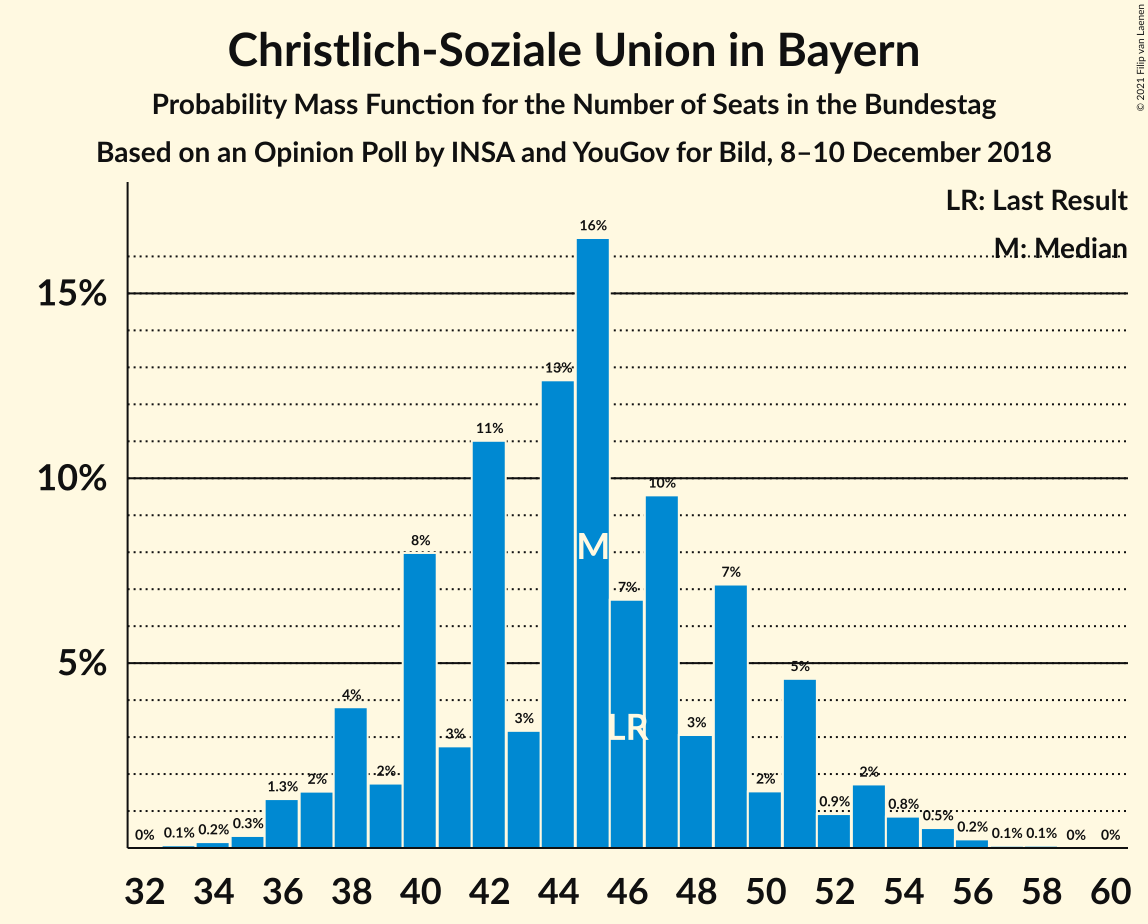 Christlich-Soziale Union in Bayern
Probability Mass Function for the Number of Seats in the Bundestag
Based on an Opinion Poll by INSA and YouGov for Bild, 8–10 December 2018
© 2021 Filip van Laenen
LR: Last Result
M: Median
15%
10%
5%
0% 0.1% 0.2% 0.3% 1.3% 2% 4% 2% 8% 3% 11% 3% 13% 16% 7% 10% 3% 7% 2% 5% 0.9% 2% 0.8% 0.5% 0.2% 0.1% 0.1% 0% 0%
M
LR
32 34 36 38 40 42 44 46 48 50 52 54 56 58 60